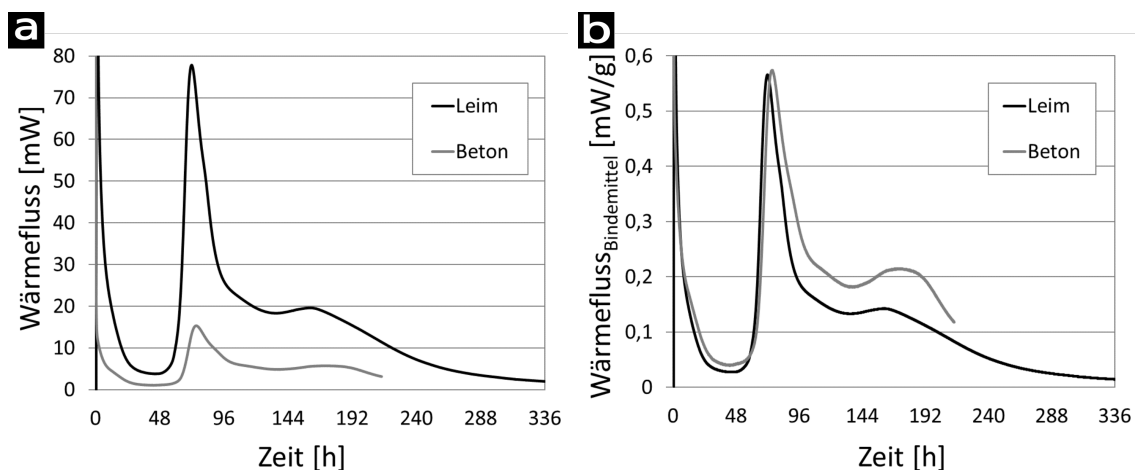 a
Wärmefluss [mW]
80
70
60
50
40
30
20
10
0
Leim
Beton
0 48 96 144 192 240 288 336
Zeit [h]
b
Wärmefluss Bindemittel [mW/g]
0,6
0,5
0,4
0,3
0,2
0,1
0
Leim
Beton
0 48 96 144 192 240 288 336
Zeit [h]